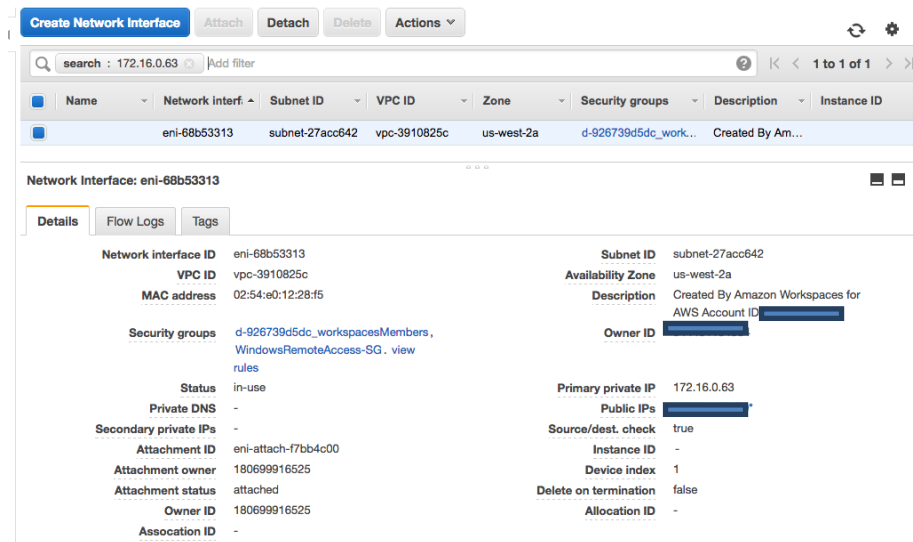 Create Network Interface Attach Detach Delete Actions
search : 172.16.0.63 Add filter 1 to 1 of 1
Name Network interf Subnet ID VPC ID Zone Security groups Description Instance ID
eni-68b53313 subnet-27acc642 vpc-3910825c us-west-2a d-926739d5dc_work... Created By Am...
Network Interface: eni-68b53313
Details Flow Logs Tags
Network interface ID eni-68b53313 Subnet ID subnet-27acc642
VPC ID vpc-3910825c Availability Zone us-west-2a
MAC address 02:54:e0:12:28:f5 Description Created By Amazon Workspaces for
AWS Account ID
Security groups d-926739d5dc_workspacesMembers, Owner ID
WindowsRemoteAccess-SG. view
rules
Status in-use Primary private IP 172.16.0.63
Private DNS - Public IPs *
Secondary private IPs - Source/dest. check true
Attachment ID eni-attach-f7bb4c00 Instance ID -
Attachment owner 180699916525 Device index 1
Attachment status attached Delete on termination false
Owner ID 180699916525 Allocation ID -
Assocation ID -